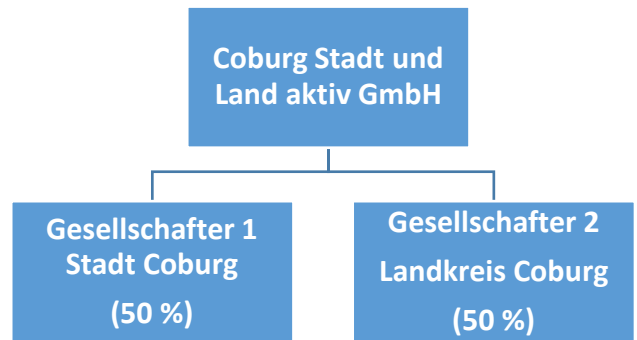 Coburg Stadt und
Land aktiv GmbH
Gesellschafter 1
Stadt Coburg
(50 %)
Gesellschafter 2
Landkreis Coburg
(50 %)